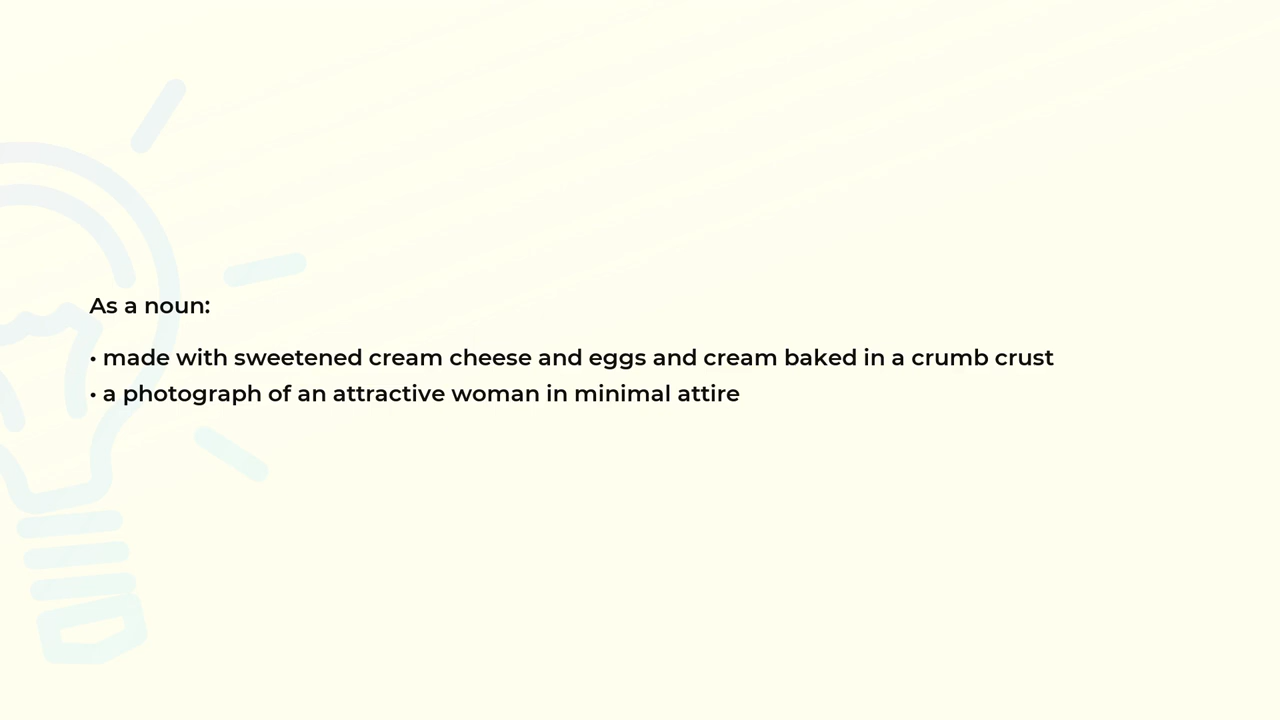 As a noun:
• made with sweetened cream cheese and eggs and cream baked in a crumb crust
• a photograph of an attractive woman in minimal attire